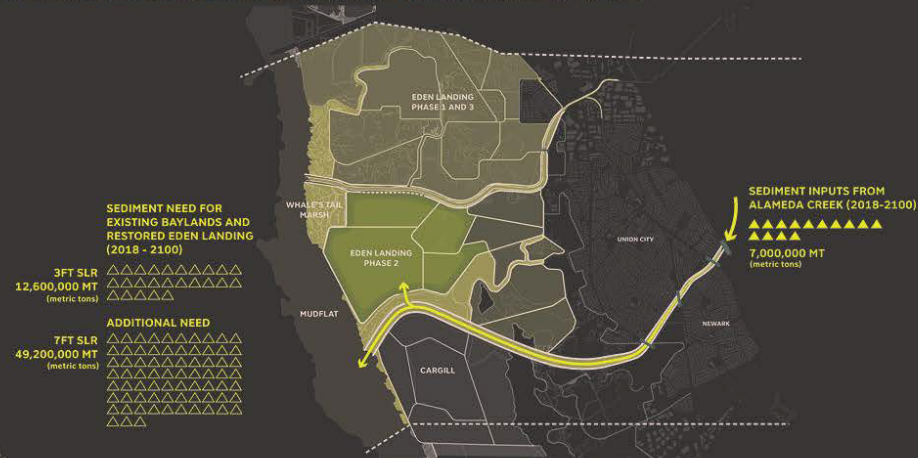 EDEN LANDING
PHASE 1 AND 3
WHALE'S TAIL
MARSH
SEDIMENT NEED FOR
EXISTING BAYLANDS AND
RESTORED EDEN LANDING
(2018 - 2100)
3FT SLR
12,600,000 MT
(metric tons)
ADDITIONAL NEED
7FT SLR
49,200,000 MT
(metric tons)
EDEN LANDING
PHASE 2
MUDFLAT
CARGILL
UNION CITY
NEWARK
SEDIMENT INPUTS FROM
ALAMEDA CREEK (2018-2100)
7,000,000 MT
(metric tons)